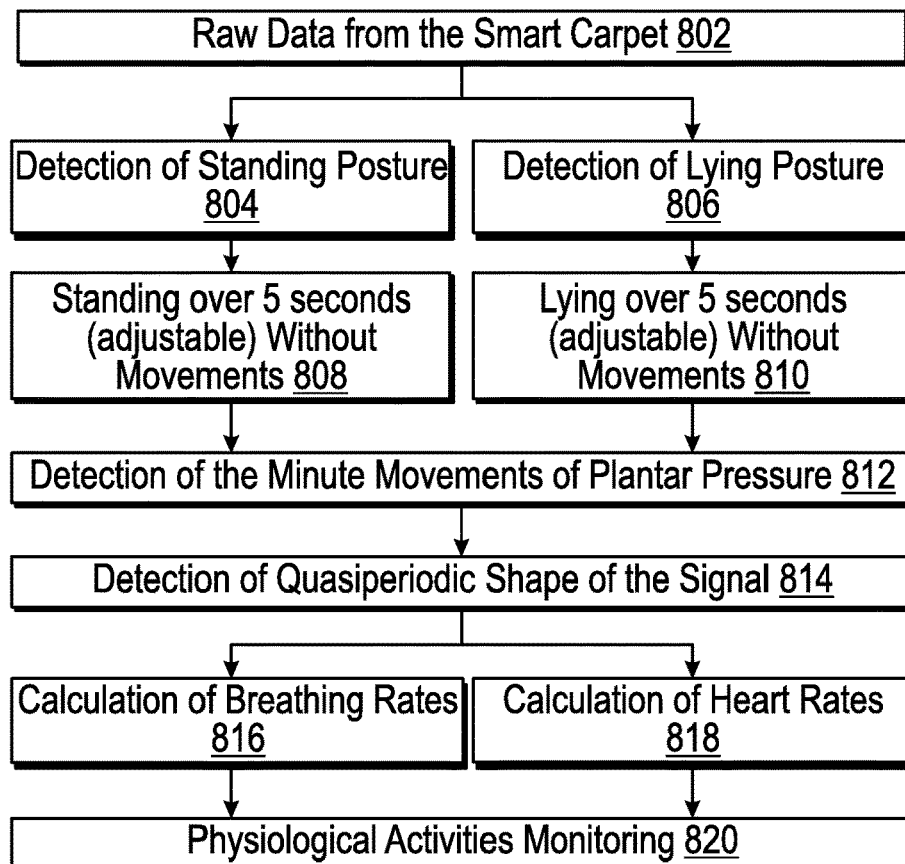 Raw Data from the Smart Carpet 802
Detection of Standing Posture
804
Detection of Lying Posture
806
Standing over 5 seconds
(adjustable) Without
Movements 808
Lying over 5 seconds
(adjustable) Without
Movements 810
Detection of the Minute Movements of Plantar Pressure 812
Detection of Quasiperiodic Shape of the Signal 814
Calculation of Breathing Rates
816
Calculation of Heart Rates
818
Physiological Activities Monitoring 820